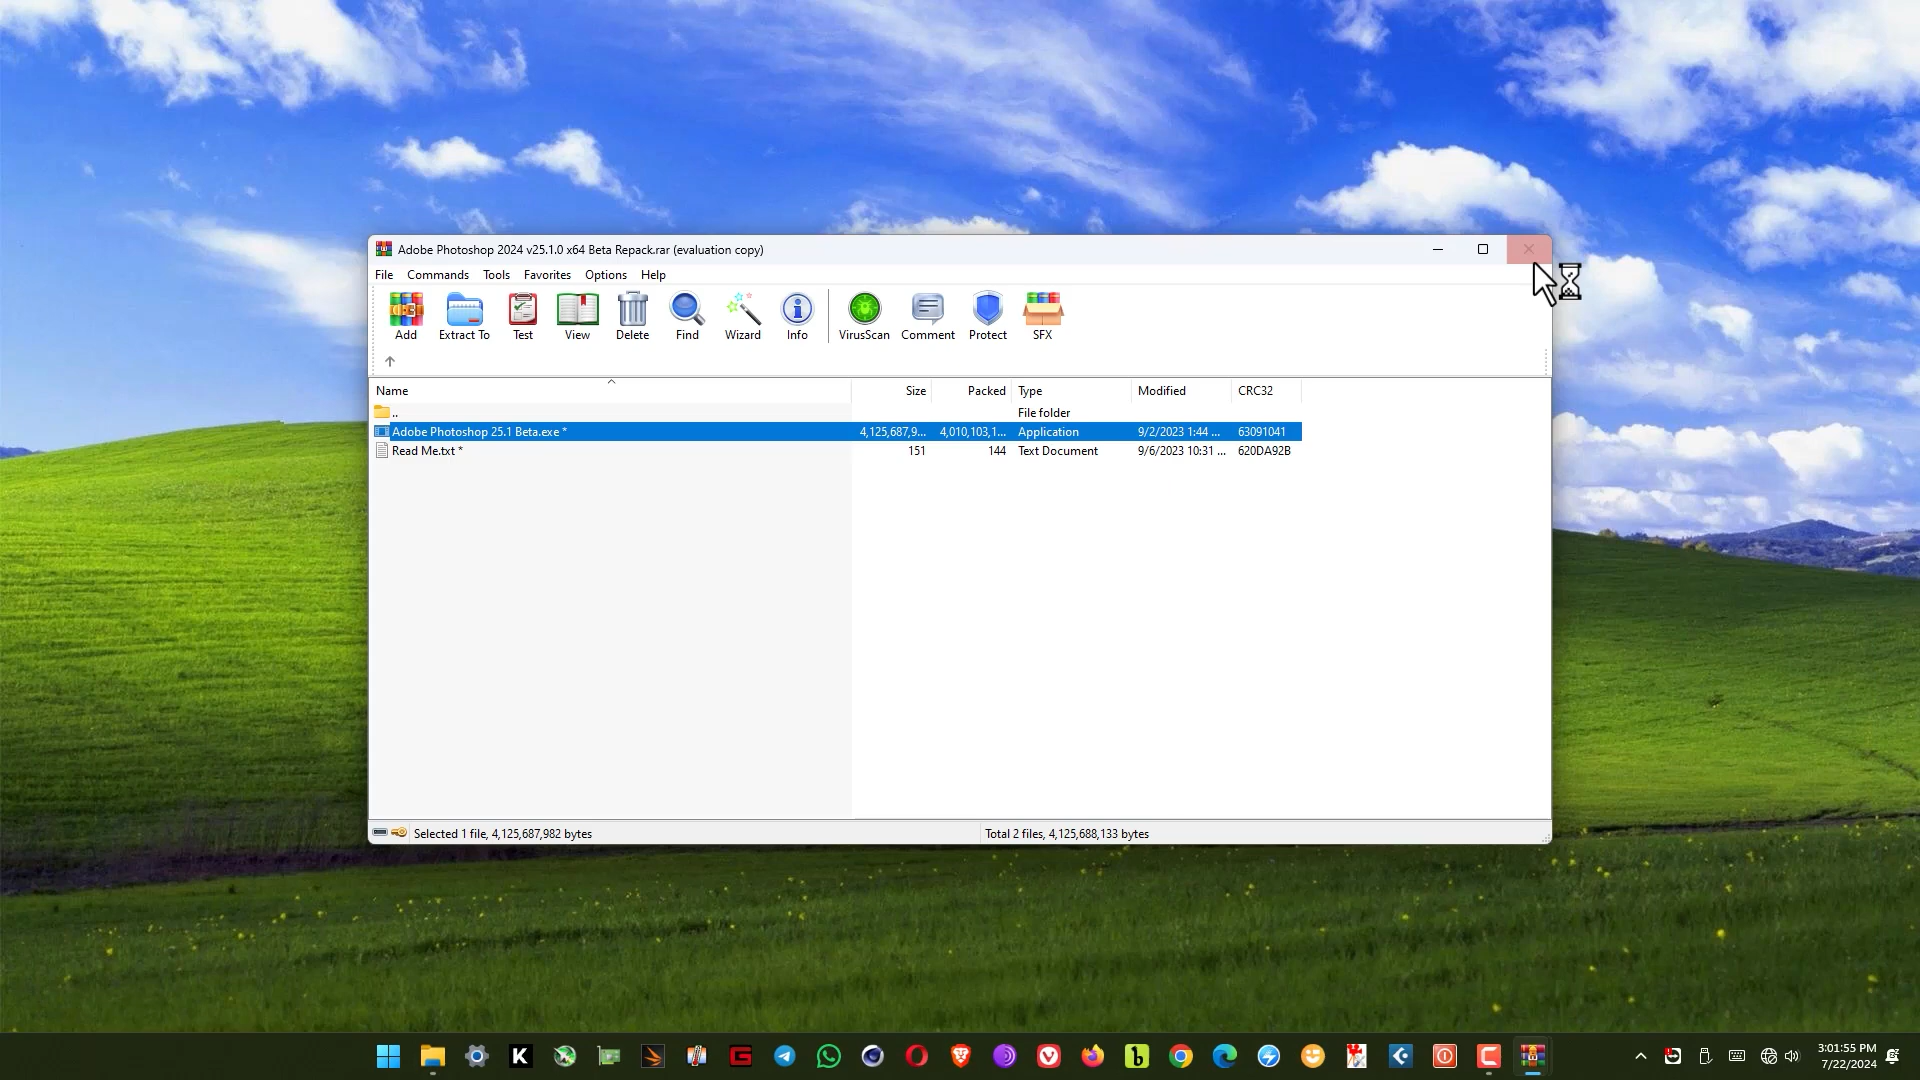 Adobe Photoshop 2024 v25.1.0 x64 Beta Repack.rar (evaluation copy)
File Commands Tools Favorites Options Help
Add Extract To Test View Delete Find Wizard Info VirusScan Comment Protect SFX
Name Size Packed Type Modified CRC32
.. File folder
Adobe Photoshop 25.1 Beta.exe * 4,125,687,9... 4,010,103,1... Application 9/2/2023 1:44 ... 63091041
Read Me.txt * 151 144 Text Document 9/6/2023 10:31 ... 620DA92B
Selected 1 file, 4,125,687,982 bytes Total 2 files, 4,125,688,133 bytes
3:01:55 PM
7/22/2024